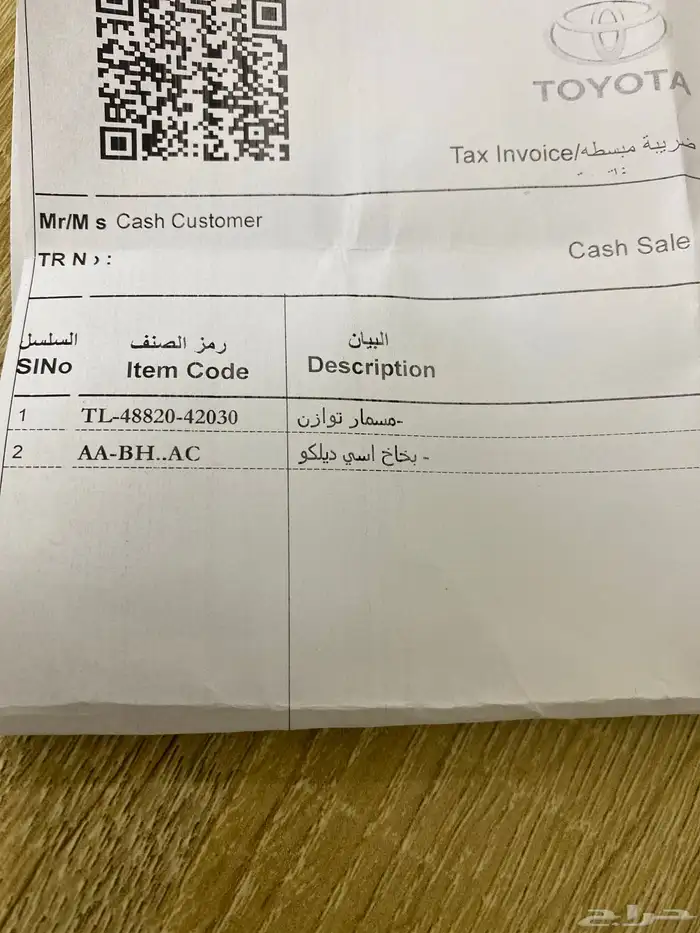 TOYOTA
Tax Invoice/ضريبة مبسطه
Mr/M s Cash Customer
Cash Sale
TR N › :
السلسل رمز الصنف البيان
SlNo Item Code Description
1 TL-48820-42030 -مسمار توازن
2 AA-BH..AC - بخاخ اسي ديلكو
حراج